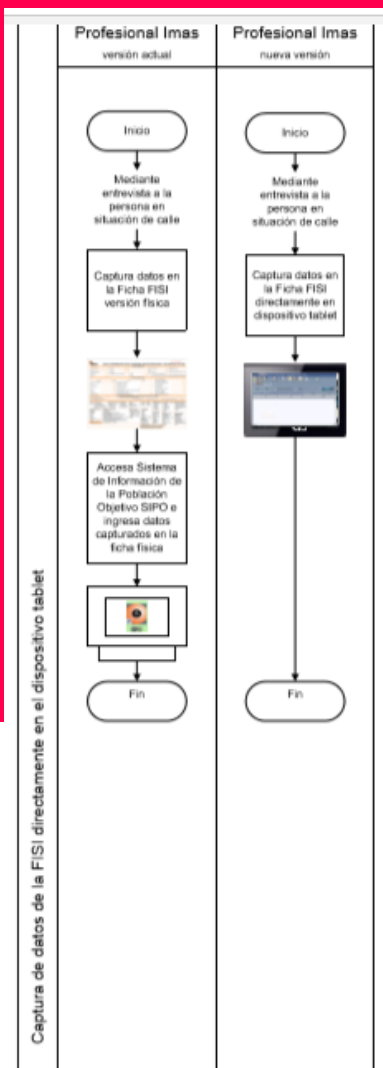 Profesional Imas
versión actual
Inicio
Mediante
entrevista a la
persona en
situación de calle
Captura datos en
la Ficha FISI
versión física
Accesa Sistema
de Información de
la Población
Objetivo SIPO e
ingresa datos
capturados en la
ficha física
Fin
Profesional Imas
nueva versión
Inicio
Mediante
entrevista a la
persona en
situación de calle
Captura datos en
la Ficha FISI
directamente en
dispositivo tablet
Fin
Captura de datos de la FISI directamente en el dispositivo tablet